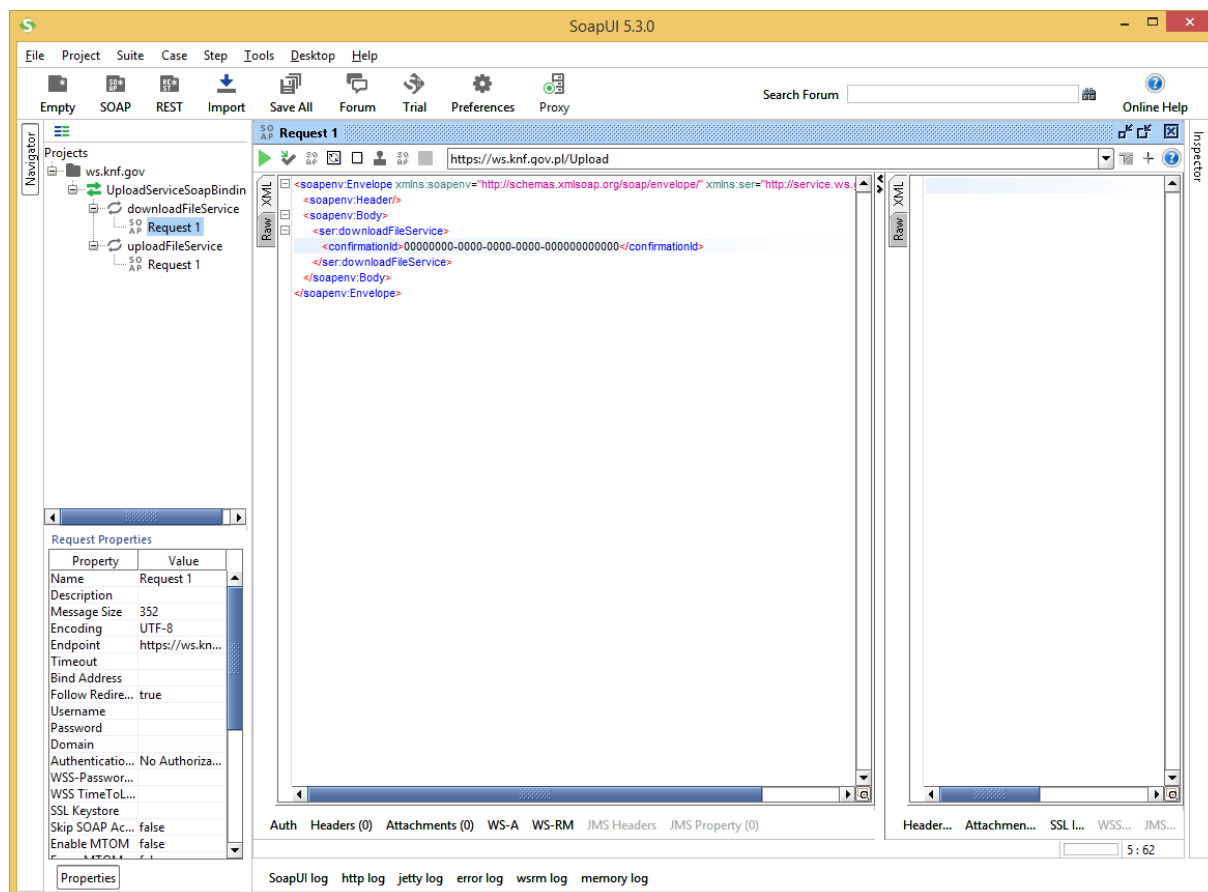 SoapUI 5.3.0
File Project Suite Case Step Tools Desktop Help
Empty SOAP REST Import Save All Forum Trial Preferences Proxy Search Forum Online Help
Navigator
Projects
ws.knf.gov
UploadServiceSoapBindin
downloadFileService
SO AP Request 1
uploadFileService
SO AP Request 1
Request Properties
Property Value
Name Request 1
Description
Message Size 352
Encoding UTF-8
Endpoint https://ws.kn...
Timeout
Bind Address
Follow Redire... true
Username
Password
Domain
Authenticatio... No Authoriza...
WSS-Passwor...
WSS TimeToL...
SSL Keystore
Skip SOAP Ac... false
Enable MTOM false
Properties
SO AP Request 1
https://ws.knf.gov.pl/Upload
XML
Raw
<soapenv:Envelope xmlns:soapenv="http://schemas.xmlsoap.org/soap/envelope/" xmlns:ser="http://service.ws.
<soapenv:Header/>
<soapenv:Body>
<ser:downloadFileService>
<confirmationId>00000000-0000-0000-0000-000000000000</confirmationId>
</ser:downloadFileService>
</soapenv:Body>
</soapenv:Envelope>
Auth Headers (0) Attachments (0) WS-A WS-RM JMS Headers JMS Property (0)
XML
Raw
Header... Attachmen... SSL I... WSS... JMS...
5 : 62
Inspector
SoapUI log http log jetty log error log wsrm log memory log